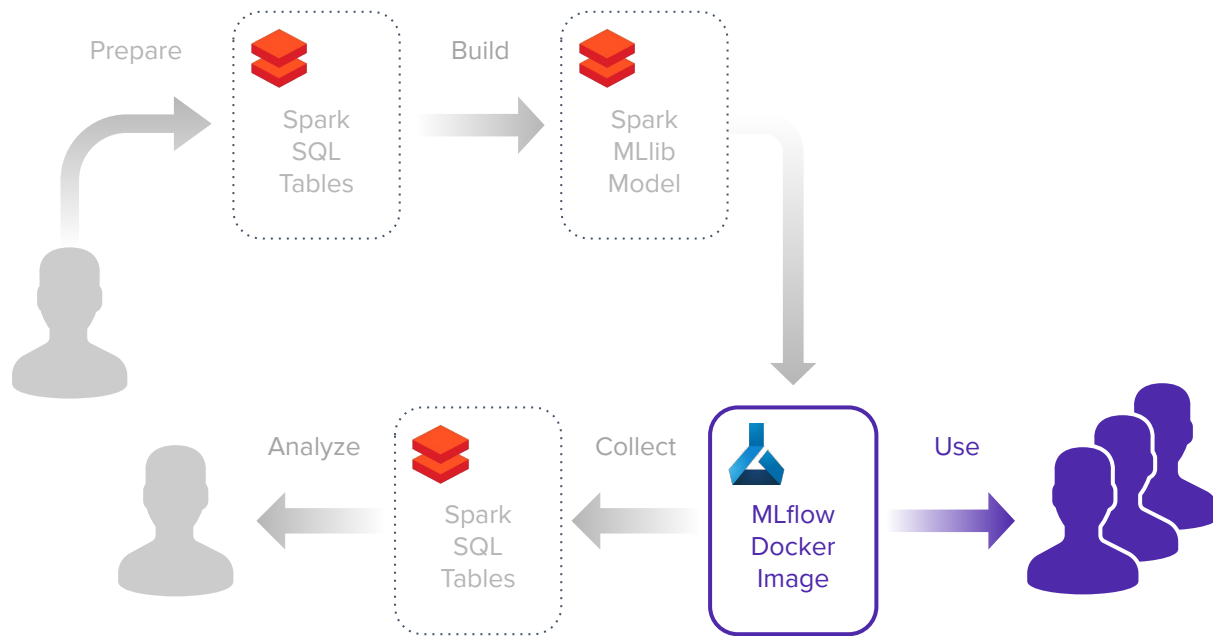 Prepare
Build
Spark
SQL
Tables
Spark
MLlib
Model
Analyze
Collect
Use
Spark
SQL
Tables
MLflow
Docker
Image